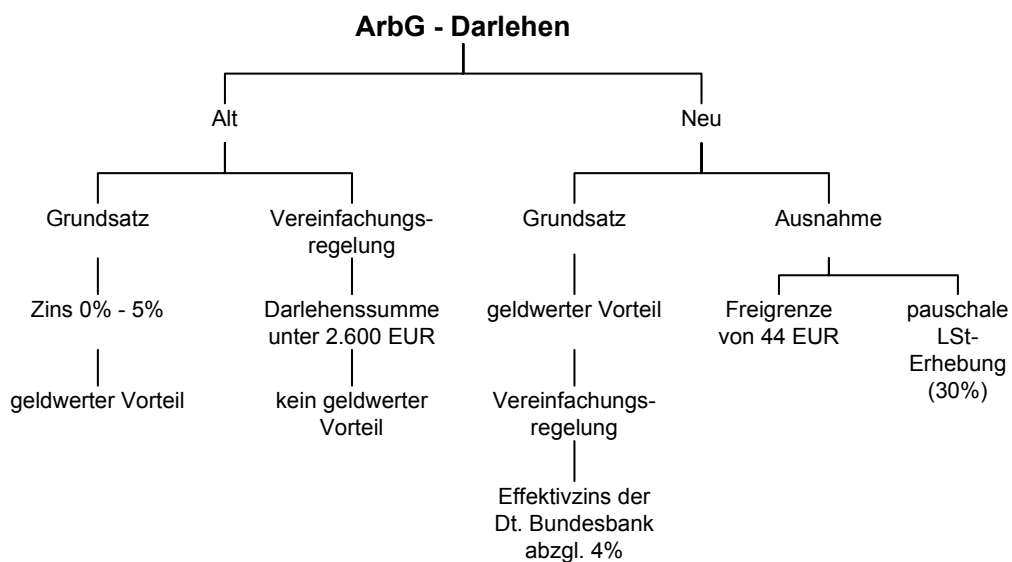 ArbG - Darlehen
Alt
Neu
Grundsatz
Vereinfachungs-
regelung
Grundsatz
Ausnahme
Zins 0% - 5%
Darlehenssumme
unter 2.600 EUR
geldwerter Vorteil
Freigrenze
von 44 EUR
pauschale
LSt-
Erhebung
(30%)
geldwerter Vorteil
kein geldwerter
Vorteil
Vereinfachungs-
regelung
Effektivzins der
Dt. Bundesbank
abzgl. 4%